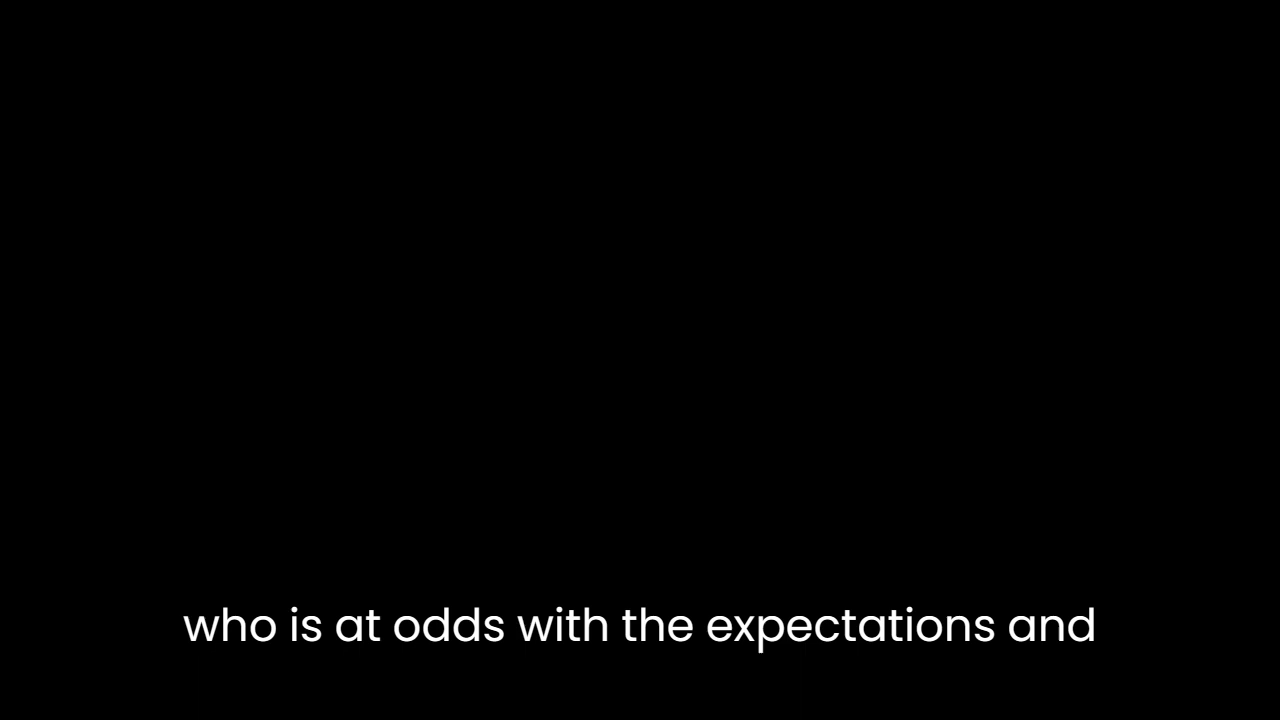 who is at odds with the expectations and